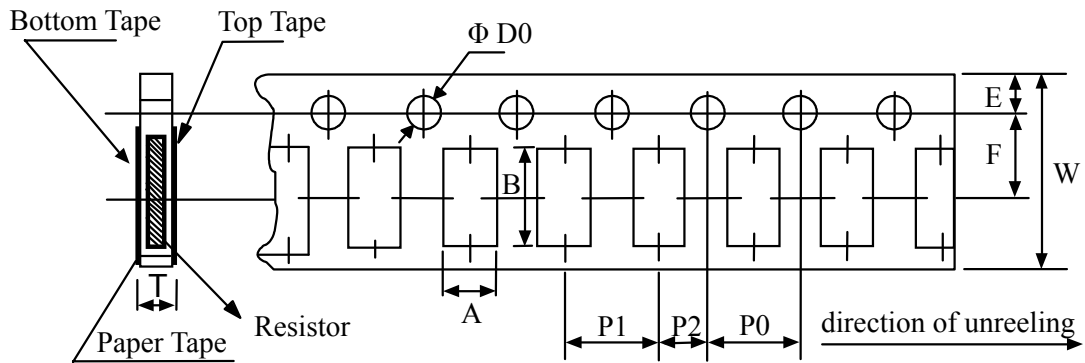 Bottom Tape
Top Tape
Φ D0
E
F
W
B
T
A
P1
P2
P0
Resistor
Paper Tape
direction of unreeling